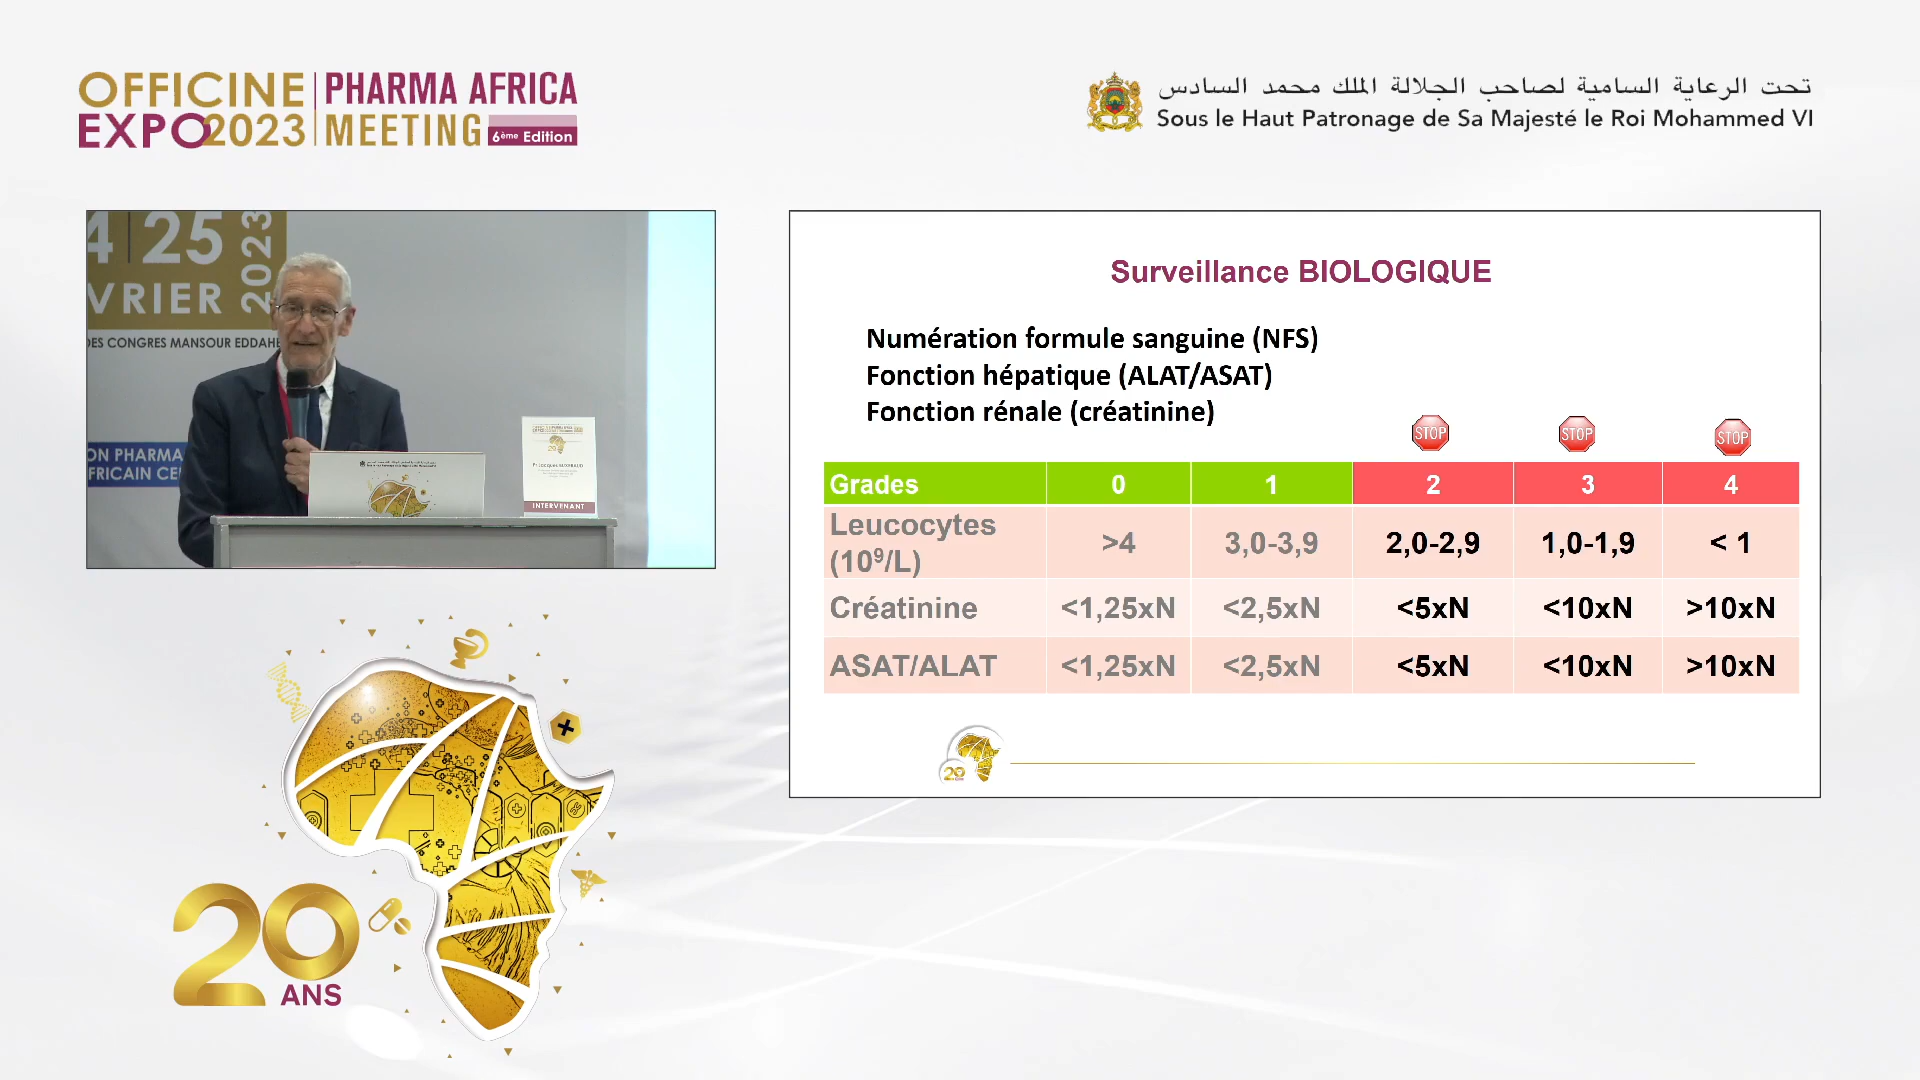 OFFICINE
EXPO2023
PHARMA AFRICA
MEETING 6ème Edition
تحت الرعاية السامية لصاحب الجلالة الملك محمد السادس
Sous le Haut Patronage de Sa Majesté le Roi Mohammed VI
4 25
2023
VRIER
DES CONGRES MANSOUR EDDAHE
ON PHARMA
FRICAIN CE
INTERVENANT
20
ANS
Surveillance BIOLOGIQUE
Numération formule sanguine (NFS)
Fonction hépatique (ALAT/ASAT)
Fonction rénale (créatinine)
STOP STOP STOP
Grades 0 1 2 3 4
Leucocytes
(10⁹/L) >4 3,0-3,9 2,0-2,9 1,0-1,9 < 1
Créatinine <1,25xN <2,5xN <5xN <10xN >10xN
ASAT/ALAT <1,25xN <2,5xN <5xN <10xN >10xN
20